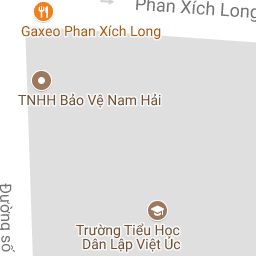 Phan Xích Long
Gaxeo Phan Xích Long
TNHH Bảo Vệ Nam Hải
Đường số
Trường Tiểu Học
Dân Lập Việt Úc